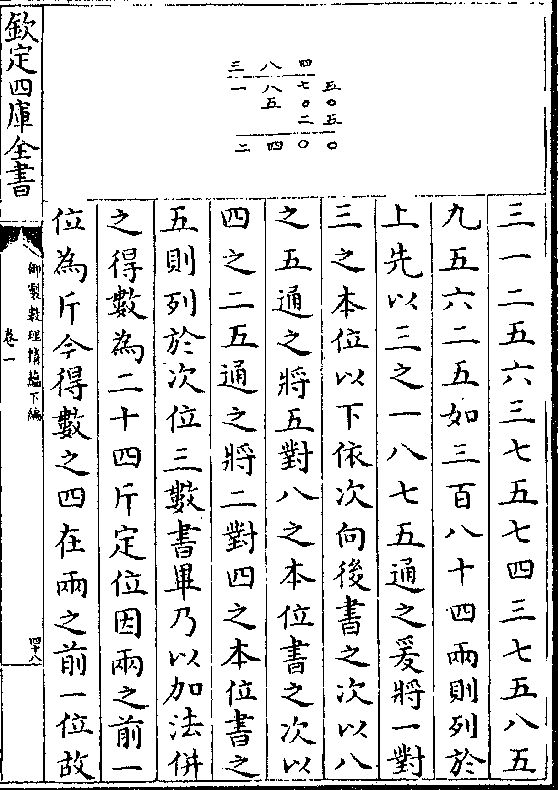 三八四
一八七五
五〇〇
二五
二四〇〇
三一二五六三七五七四三七五八五
九五六二五如三百八十四兩則列於
上先以三之一八七五通之爰將一對
三之本位以下依次向後書之次以八
之五通之將五對八之本位書之次以
四之二五通之將二對四之本位書之
五則列於次位三數書畢乃以加法併
之得數為二十四斤定位因兩之前一
位為斤今得數之四在兩之前一位故
欽定四庫全書
御製數理精蘊下編
卷一
四十八